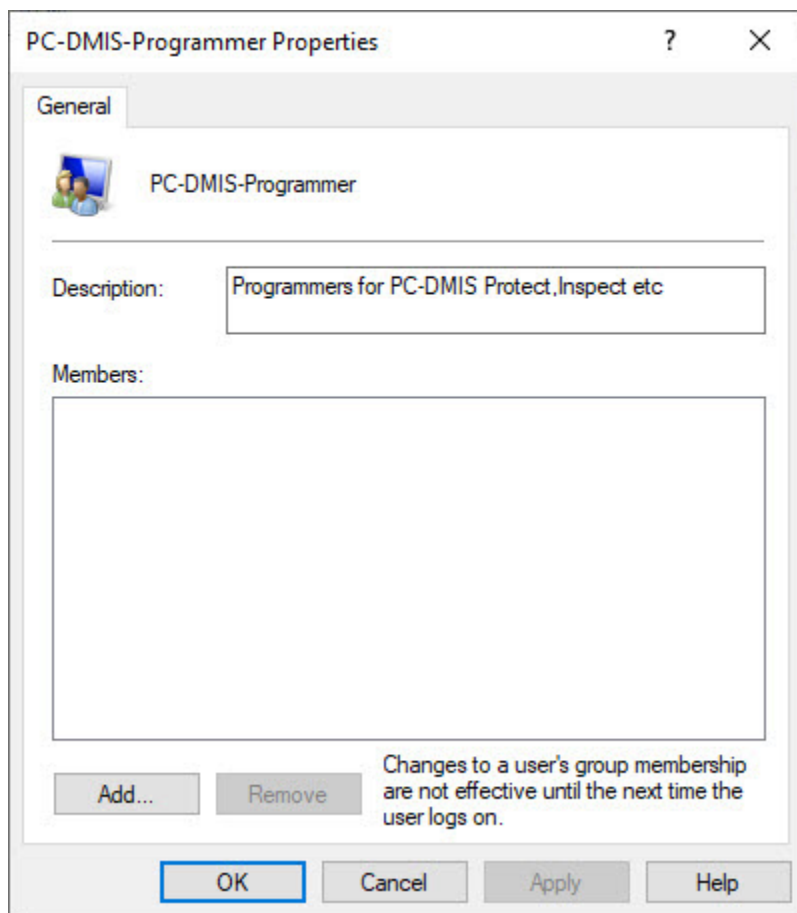 PC-DMIS-Programmer Properties ?
General
PC-DMIS-Programmer
Description: Programmers for PC-DMIS Protect,Inspect etc
Members:
Add... Remove
Changes to a user's group membership
are not effective until the next time the
user logs on.
OK Cancel Apply Help